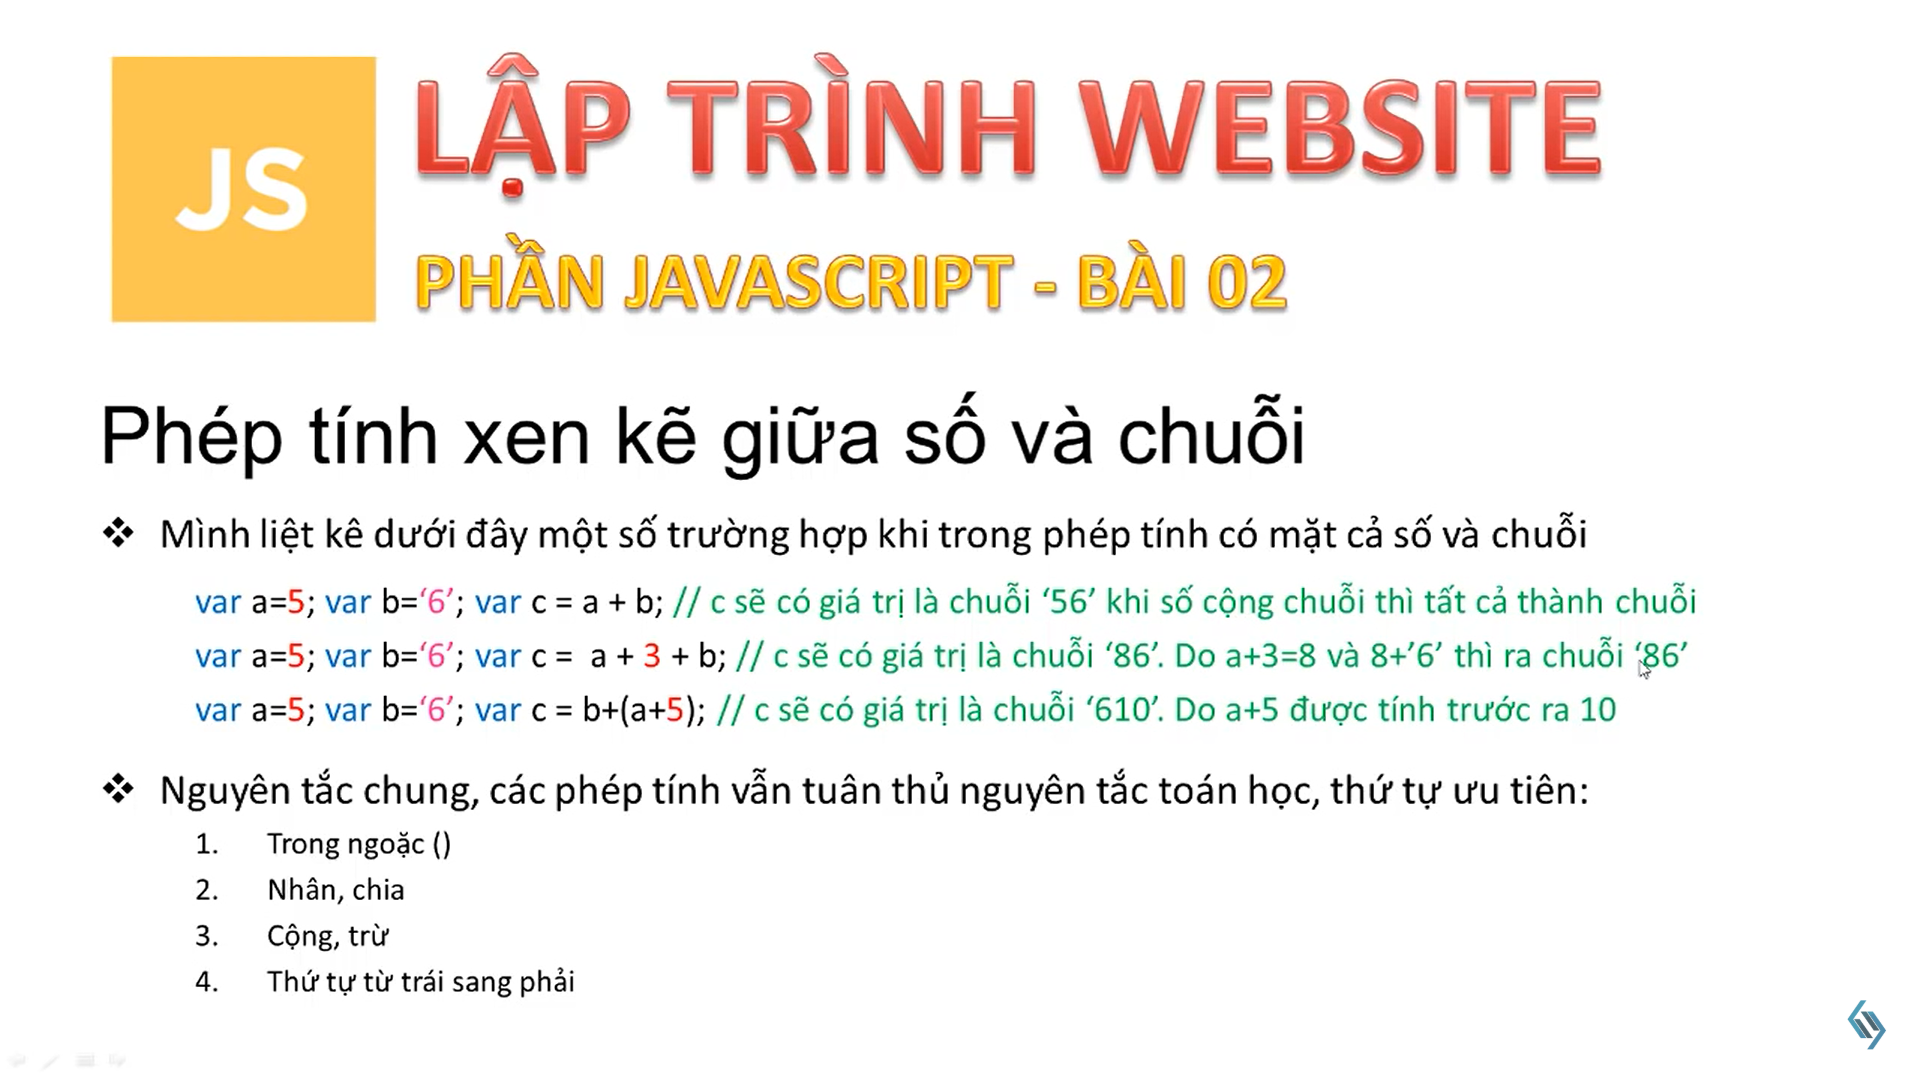 JS
LẬP TRÌNH WEBSITE
PHẦN JAVASCRIPT - BÀI 02
Phép tính xen kẽ giữa số và chuỗi
❖ Mình liệt kê dưới đây một số trường hợp khi trong phép tính có mặt cả số và chuỗi
var a=5; var b=‘6’; var c = a + b; // c sẽ có giá trị là chuỗi ‘56’ khi số cộng chuỗi thì tất cả thành chuỗi
var a=5; var b=‘6’; var c =  a + 3 + b; // c sẽ có giá trị là chuỗi ‘86’. Do a+3=8 và 8+’6’ thì ra chuỗi ‘86’
var a=5; var b=‘6’; var c = b+(a+5); // c sẽ có giá trị là chuỗi ‘610’. Do a+5 được tính trước ra 10
❖ Nguyên tắc chung, các phép tính vẫn tuân thủ nguyên tắc toán học, thứ tự ưu tiên:
1. Trong ngoặc ()
2. Nhân, chia
3. Cộng, trừ
4. Thứ tự từ trái sang phải